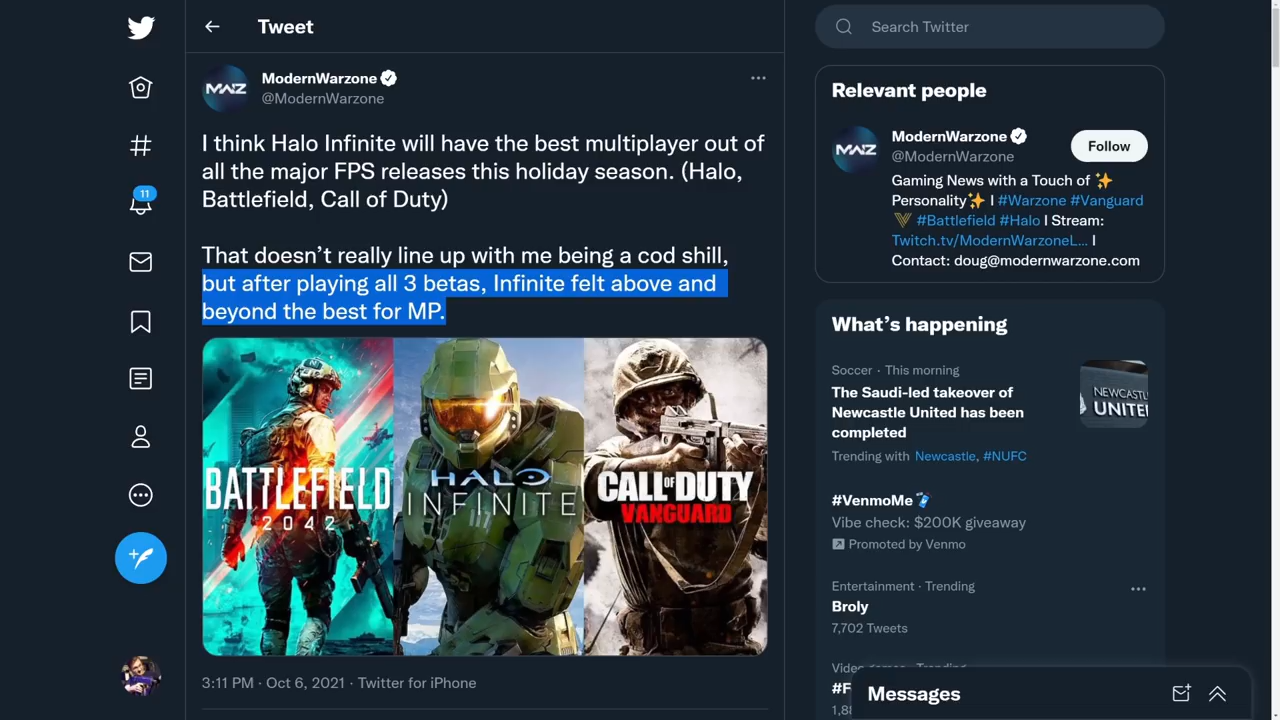 Tweet
ModernWarzone
@ModernWarzone
I think Halo Infinite will have the best multiplayer out of
all the major FPS releases this holiday season. (Halo,
Battlefield, Call of Duty)
That doesn’t really line up with me being a cod shill,
but after playing all 3 betas, Infinite felt above and
beyond the best for MP.
BATTLEFIELD
2042
HALO
INFINITE
117
CALL OF DUTY
VANGUARD
3:11 PM · Oct 6, 2021 · Twitter for iPhone
11
Search Twitter
Relevant people
ModernWarzone
@ModernWarzone
Follow
Gaming News with a Touch of ✨
Personality✨ I #Warzone #Vanguard
#Battlefield #Halo I Stream:
Twitch.tv/ModernWarzoneL... I
Contact: doug@modernwarzone.com
What’s happening
Soccer · This morning
The Saudi-led takeover of
Newcastle United has been
completed
Trending with Newcastle, #NUFC
#VenmoMe
Vibe check: $200K giveaway
Promoted by Venmo
Entertainment · Trending
Broly
7,702 Tweets
Messages